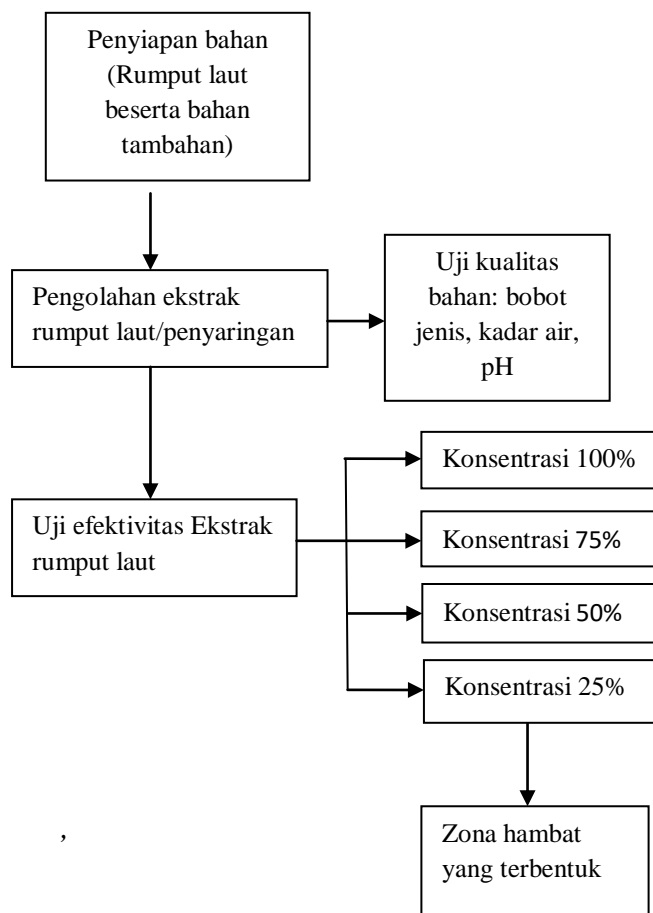 Penyiapan bahan
(Rumput laut
beserta bahan
tambahan)
Pengolahan ekstrak
rumput laut/penyaringan
Uji kualitas
bahan: bobot
jenis, kadar air,
pH
Uji efektivitas Ekstrak
rumput laut
Konsentrasi 100%
Konsentrasi 75%
Konsentrasi 50%
Konsentrasi 25%
Zona hambat
yang terbentuk
,